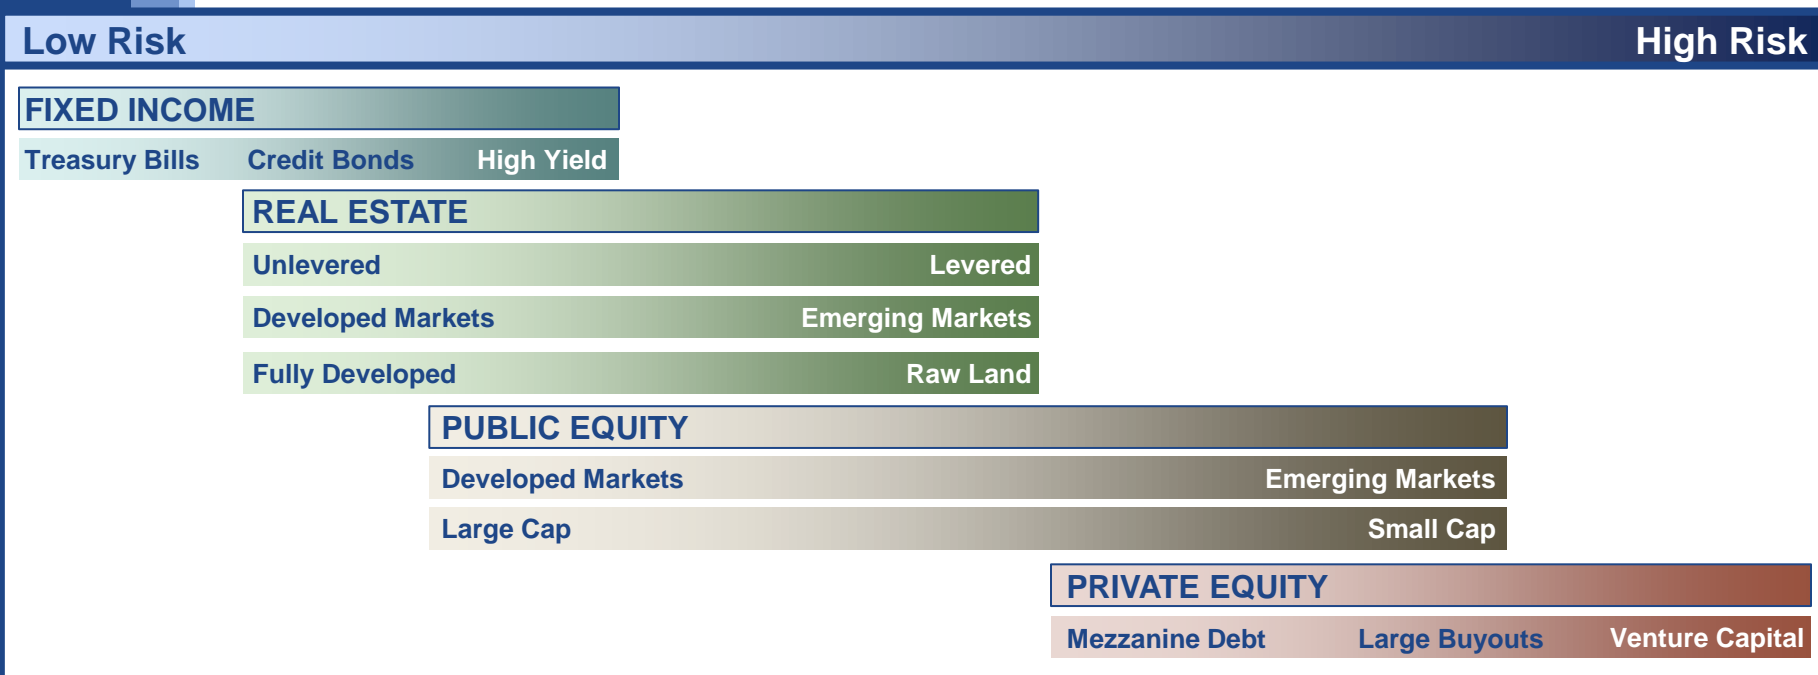 Low Risk High Risk
FIXED INCOME
Treasury Bills Credit Bonds High Yield
REAL ESTATE
Unlevered Levered
Developed Markets Emerging Markets
Fully Developed Raw Land
PUBLIC EQUITY
Developed Markets Emerging Markets
Large Cap Small Cap
PRIVATE EQUITY
Mezzanine Debt Large Buyouts Venture Capital